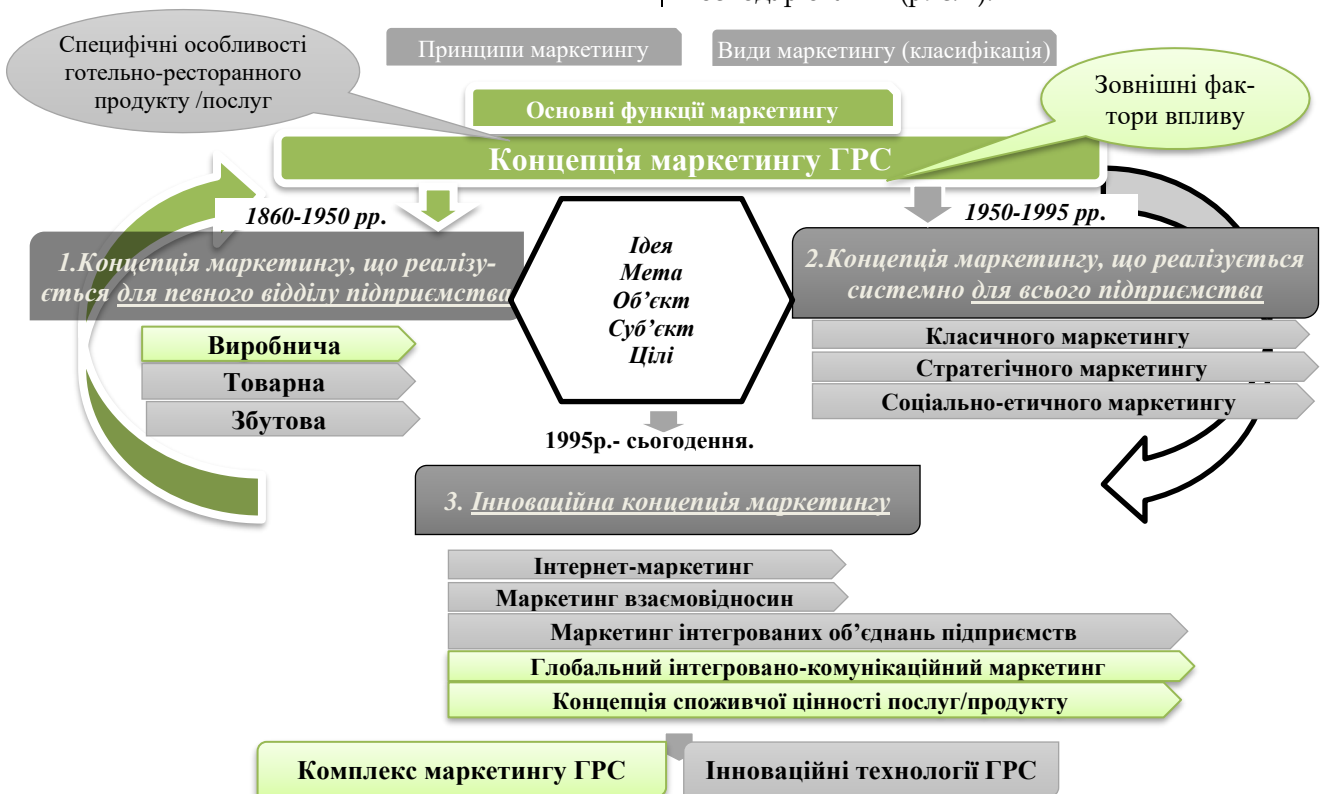 Специфічні особливості
готельно-ресторанного
продукту /послуг
Принципи маркетингу
Види маркетингу (класифікація)
Зовнішні фак-
тори впливу
Основні функції маркетингу
Концепція маркетингу ГРС
1860-1950 рр.
1950-1995 рр.
1.Концепція маркетингу, що реалізу-
ється для певного відділу підприємства
Ідея
Мета
Об’єкт
Суб’єкт
Цілі
2.Концепція маркетингу, що реалізується
системно для всього підприємства
Виробнича
Товарна
Збутова
Класичного маркетингу
Стратегічного маркетингу
Соціально-етичного маркетингу
1995р.- сьогодення.
3. Інноваційна концепція маркетингу
Інтернет-маркетинг
Маркетинг взаємовідносин
Маркетинг інтегрованих об’єднань підприємств
Глобальний інтегровано-комунікаційний маркетинг
Концепція споживчої цінності послуг/продукту
Комплекс маркетингу ГРС
Інноваційні технології ГРС